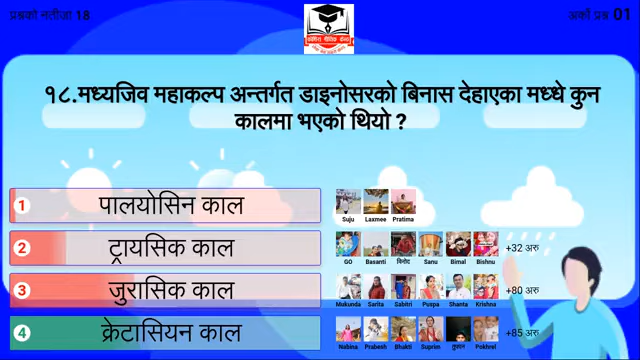 प्रश्नको नतीजा 18
अर्को प्रश्न 01
१८.मध्यजिव महाकल्प अन्तर्गत डाइनोसरको बिनास देहाएका मध्धे कुन
कालमा भएको थियो ?
1 पालयोसिन काल
Suju Laxmee Pratima
2 ट्रायसिक काल
GO Basanti विनोद Sanu Bimal Bishnu +32 अरु
3 जुरासिक काल
Makunda Sarita Sabitri Puspa Shanta Krishna +80 अरु
4 क्रेटासियन काल
Nabina Prabesh Bhakti Suprim Pokhrel +85 अरु